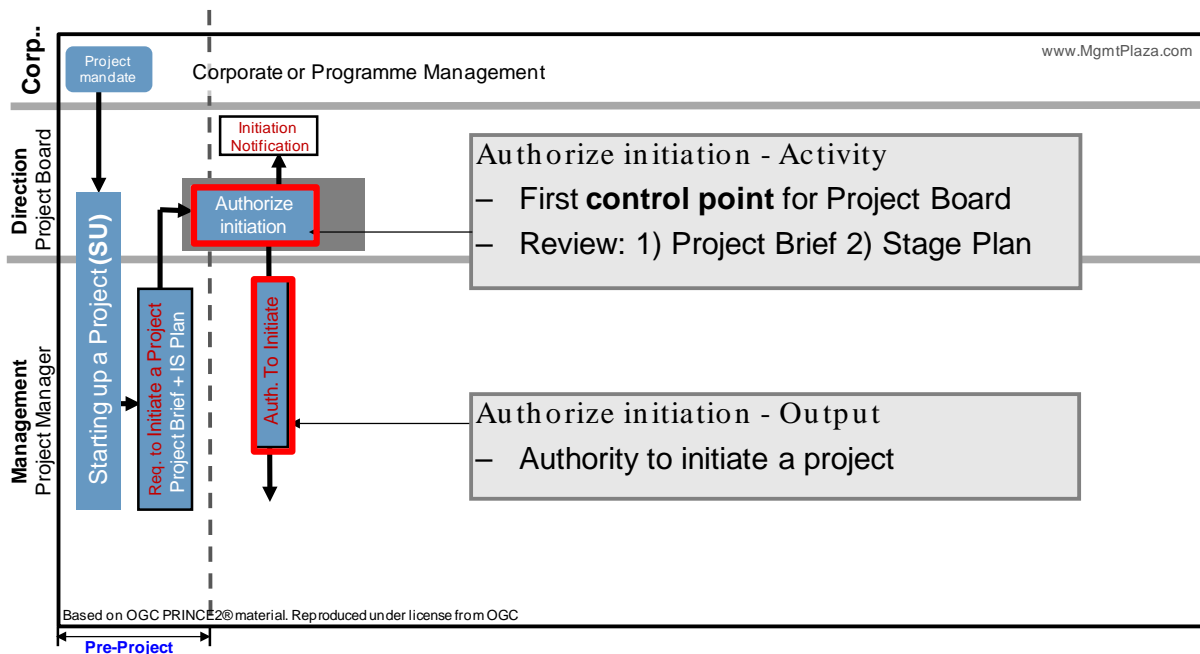 Corp..
Project
mandate
Corporate or Programme Management
www.MgmtPlaza.com
Direction
Project Board
Initiation
Notification
Authorize
initiation
Authorize initiation - Activity
– First control point for Project Board
– Review: 1) Project Brief 2) Stage Plan
Management
Project Manager
Starting up a Project (SU)
Req. to Initiate a Project
Project Brief + IS Plan
Auth. To Initiate
Authorize initiation - Output
– Authority to initiate a project
Based on OGC PRINCE2® material. Reproduced under license from OGC
Pre-Project